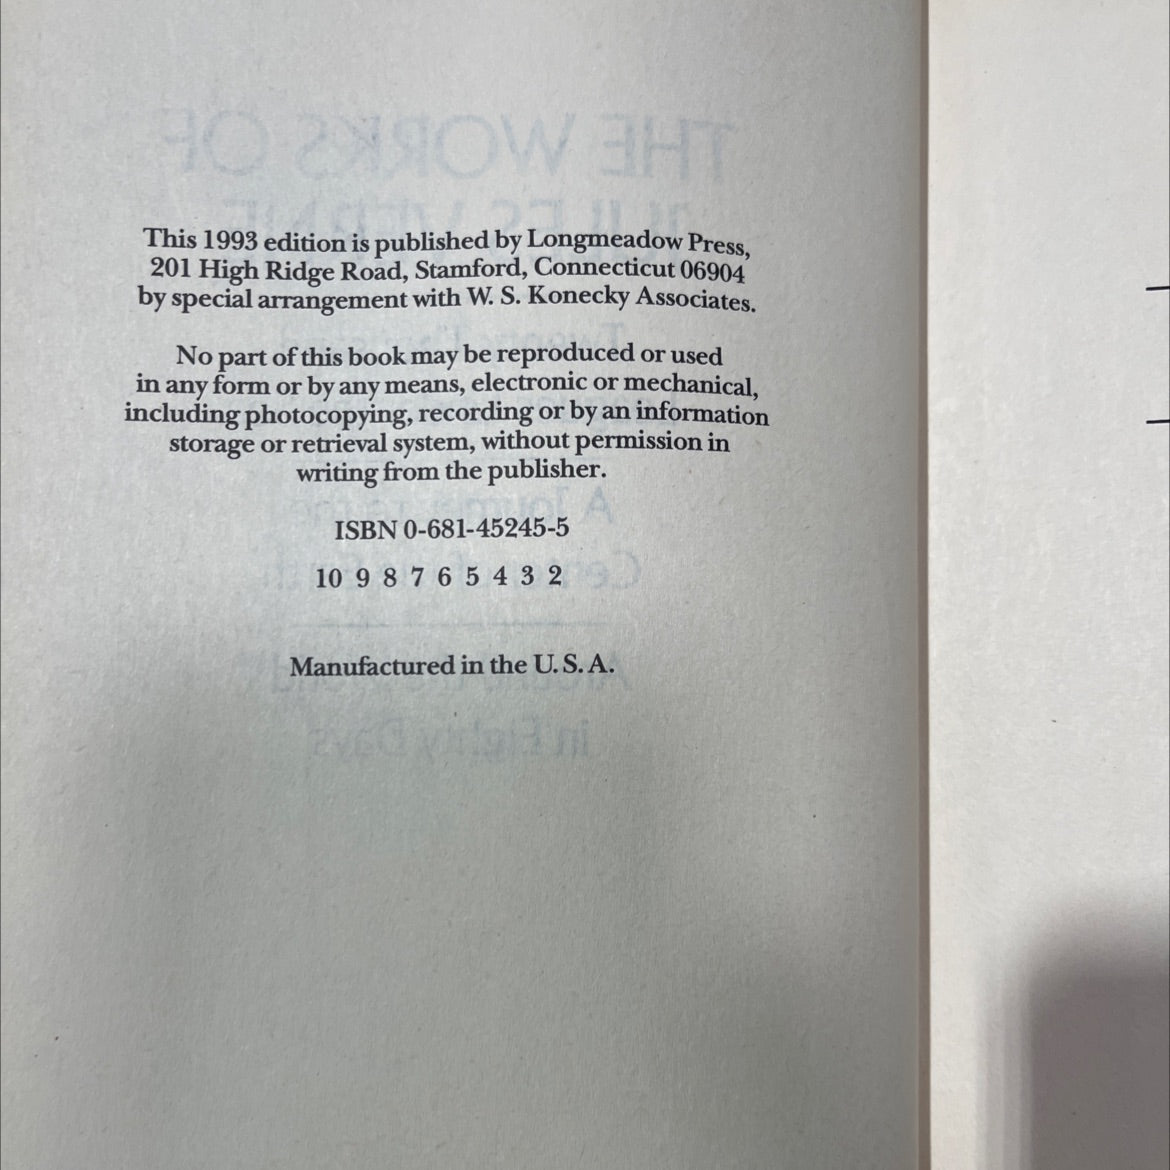 This 1993 edition is published by Longmeadow Press,
201 High Ridge Road, Stamford, Connecticut 06904
by special arrangement with W. S. Konecky Associates.
No part of this book may be reproduced or used
in any form or by any means, electronic or mechanical,
including photocopying, recording or by an information
storage or retrieval system, without permission in
writing from the publisher.
ISBN 0-681-45245-5
10 9 8 7 6 5 4 3 2
Manufactured in the U. S. A.